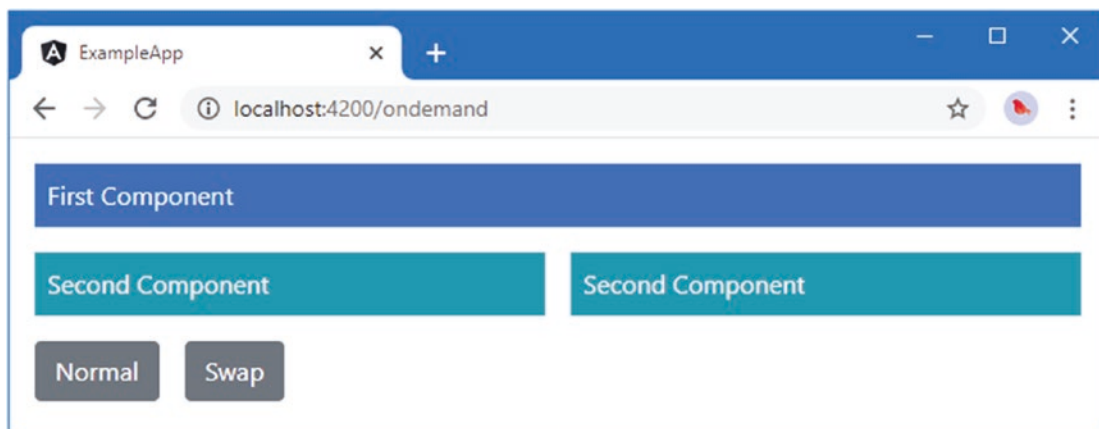 ExampleApp
localhost:4200/ondemand
First Component
Second Component Second Component
Normal Swap